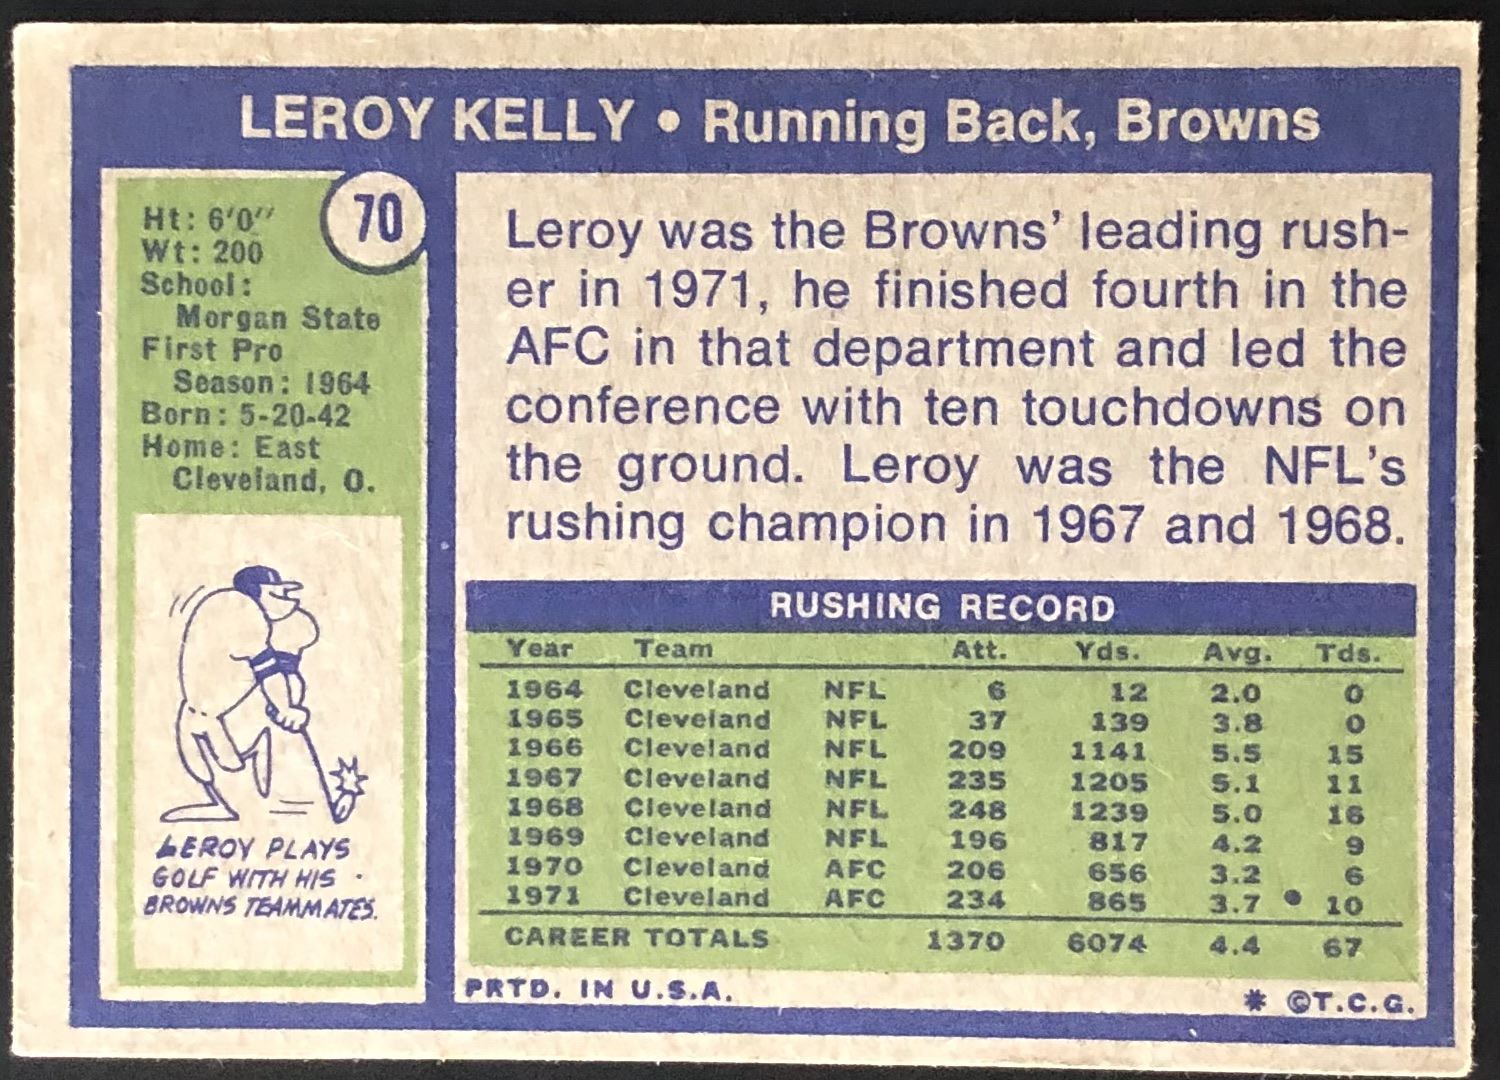 LEROY KELLY • Running Back, Browns
70
Ht: 6'0"
Wt: 200
School:
Morgan State
First Pro
Season: 1964
Born: 5-20-42
Home: East
Cleveland, O.
LEROY PLAYS
GOLF WITH HIS
BROWNS TEAMMATES.
Leroy was the Browns' leading rush-
er in 1971, he finished fourth in the
AFC in that department and led the
conference with ten touchdowns on
the ground. Leroy was the NFL's
rushing champion in 1967 and 1968.
RUSHING RECORD
Year Team Att. Yds. Avg. Tds.
1964 Cleveland NFL 6 12 2.0 0
1965 Cleveland NFL 37 139 3.8 0
1966 Cleveland NFL 209 1141 5.5 15
1967 Cleveland NFL 235 1205 5.1 11
1968 Cleveland NFL 248 1239 5.0 16
1969 Cleveland NFL 196 817 4.2 9
1970 Cleveland AFC 206 656 3.2 6
1971 Cleveland AFC 234 865 3.7 • 10
CAREER TOTALS 1370 6074 4.4 67
PRTD. IN U.S.A.
* ©T.C.G.